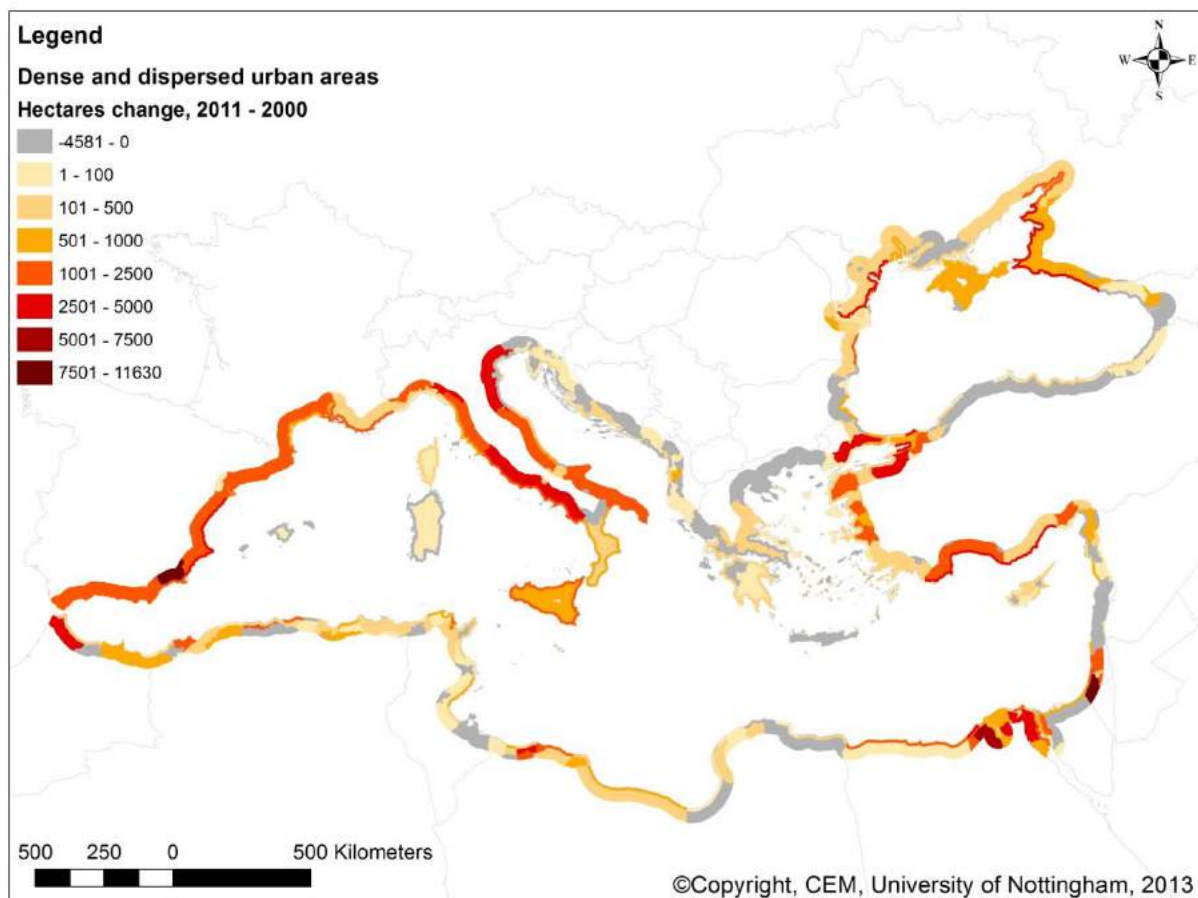 Legend
Dense and dispersed urban areas
Hectares change, 2011 - 2000
-4581 - 0
1 - 100
101 - 500
501 - 1000
1001 - 2500
2501 - 5000
5001 - 7500
7501 - 11630
N
W E
S
500 250 0 500 Kilometers
©Copyright, CEM, University of Nottingham, 2013